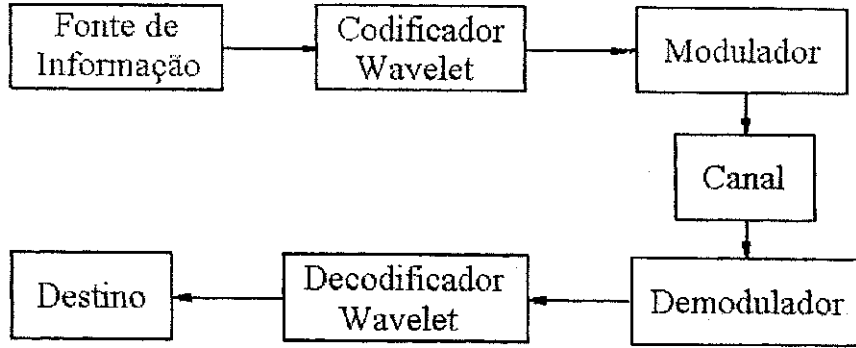 Fonte de
Informação
Codificador
Wavelet
Modulador
Canal
Demodulador
Decodificador
Wavelet
Destino